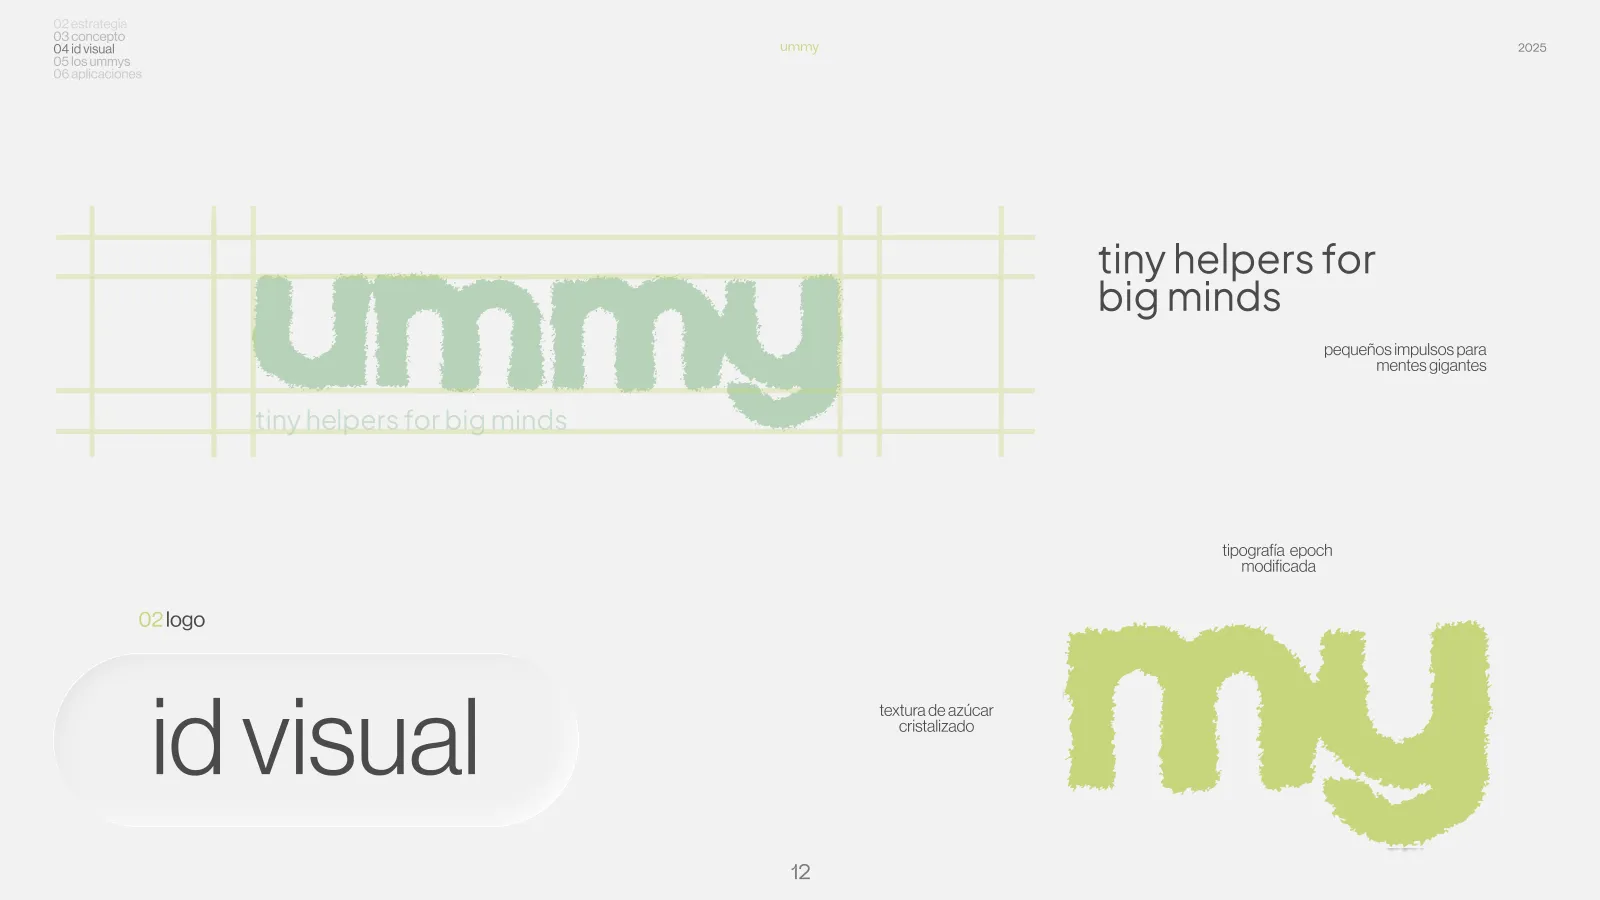 02 estrategia
03 concepto
04 id visual
05 los ummys
06 aplicaciones
ummy
2025
ummy
tiny helpers for big minds
tiny helpers for
big minds
pequeños impulsos para
mentes gigantes
tipografía epoch
modificada
02 logo
id visual
textura de azúcar
cristalizado
my
12